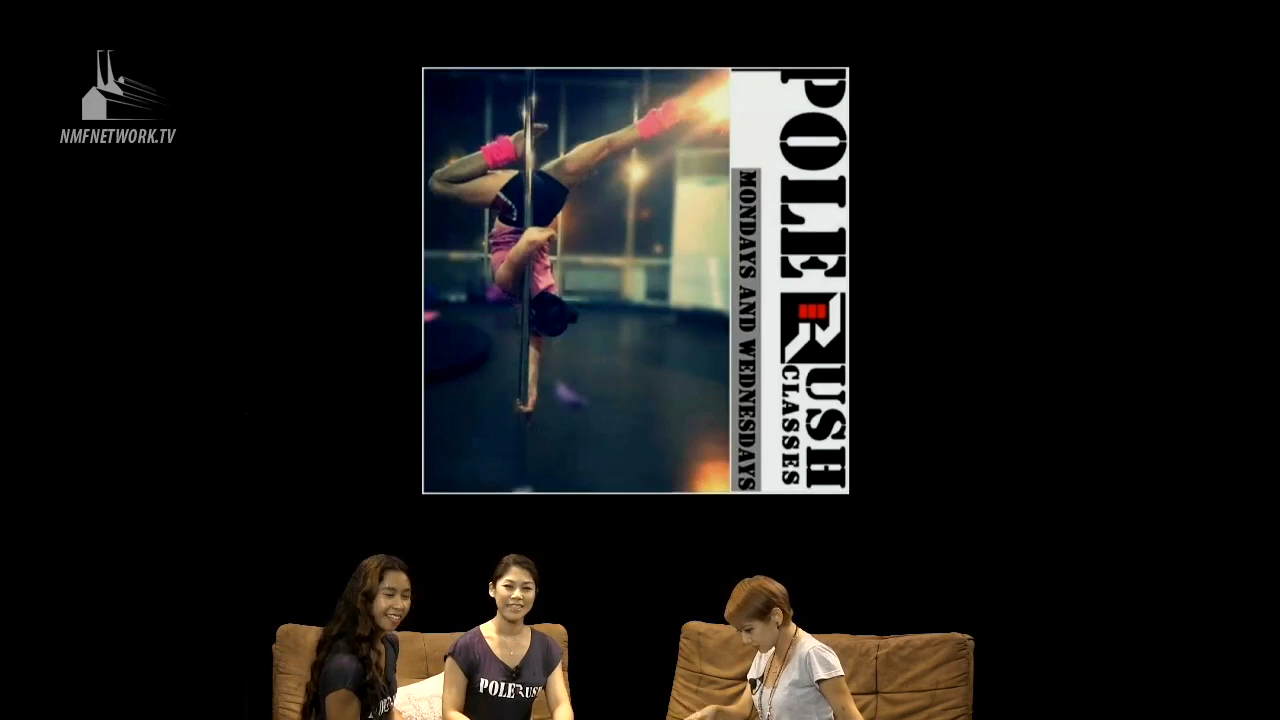 NMFNETWORK.TV
POLE RUSH
CLASSES
MONDAYS AND WEDNESDAYS
POLE RUSH